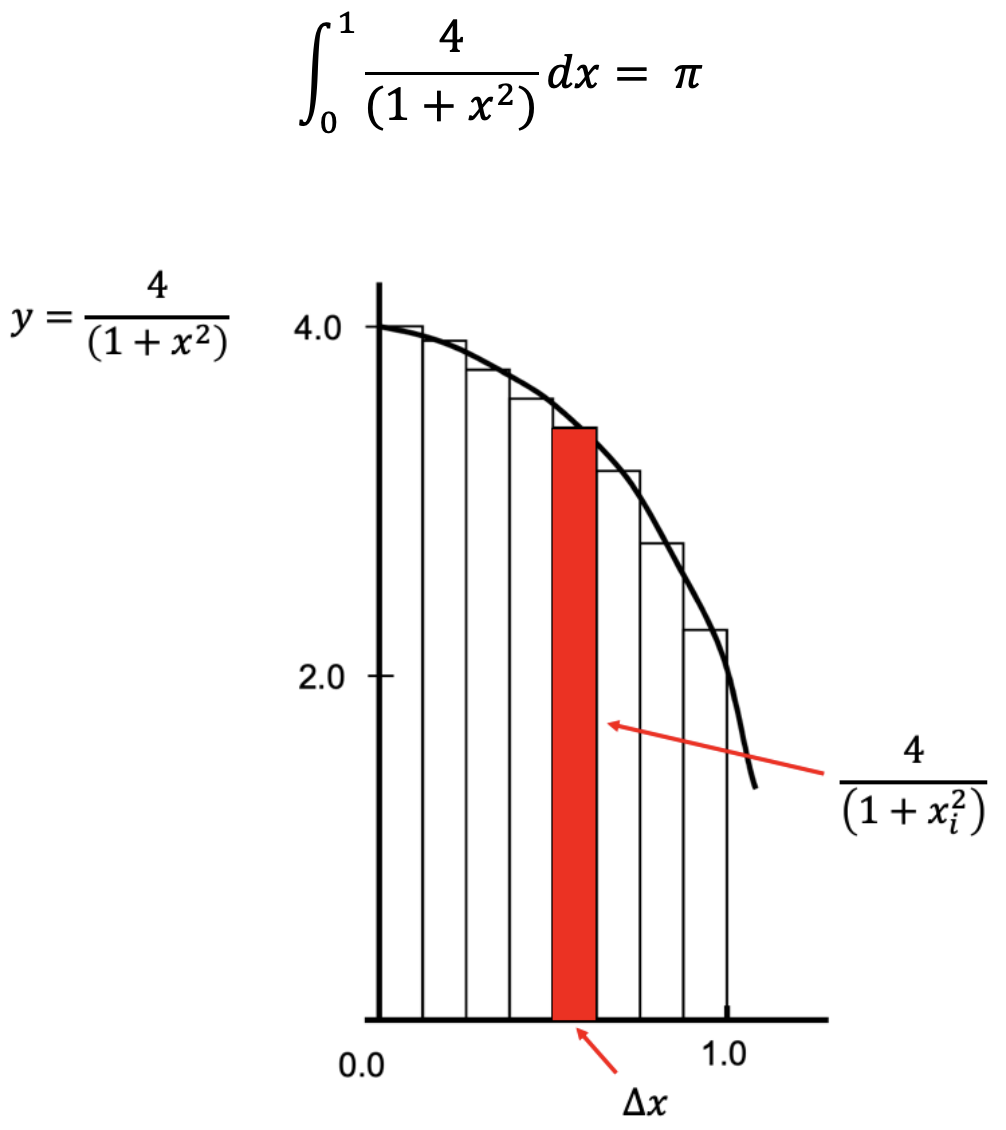 ∫₀¹ 4/(1 + x²) dx = π
y = 4/(1 + x²)
4.0
2.0
4/(1 + xᵢ²)
0.0
1.0
Δx